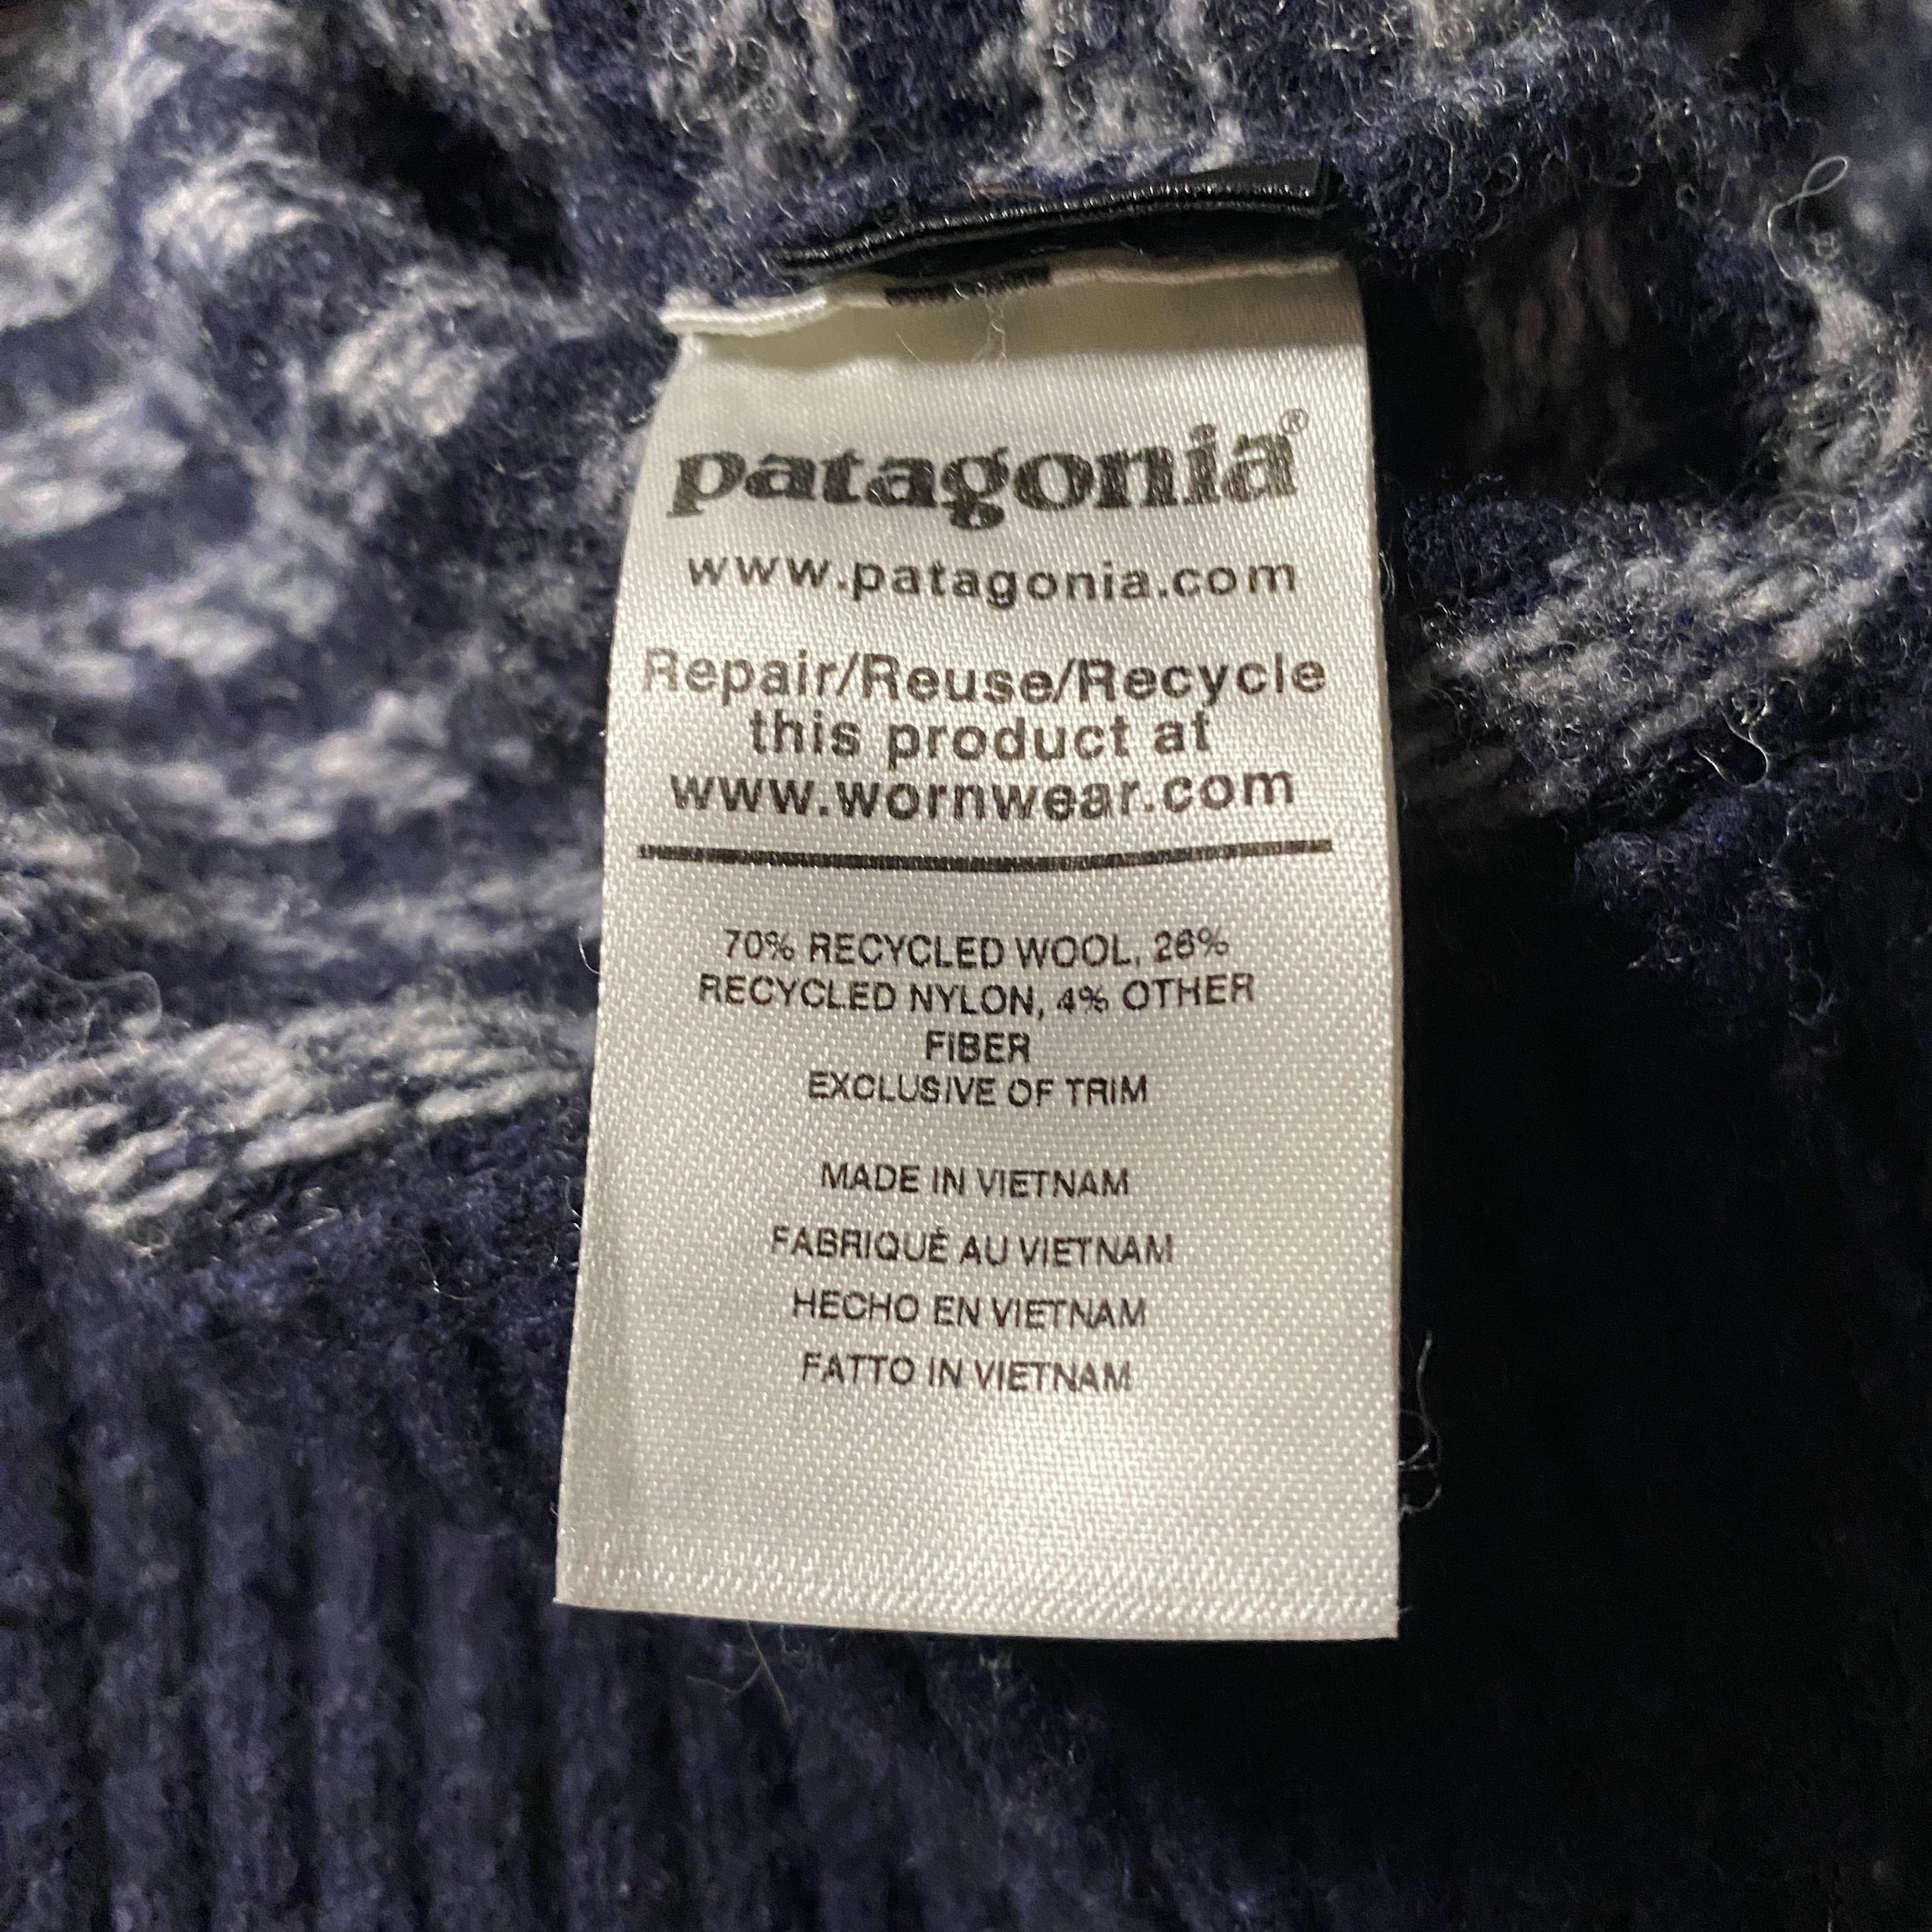 patagonia®
www.patagonia.com
Repair/Reuse/Recycle
this product at
www.wornwear.com
70% RECYCLED WOOL, 26%
RECYCLED NYLON, 4% OTHER
FIBER
EXCLUSIVE OF TRIM
MADE IN VIETNAM
FABRIQUÉ AU VIETNAM
HECHO EN VIETNAM
FATTO IN VIETNAM